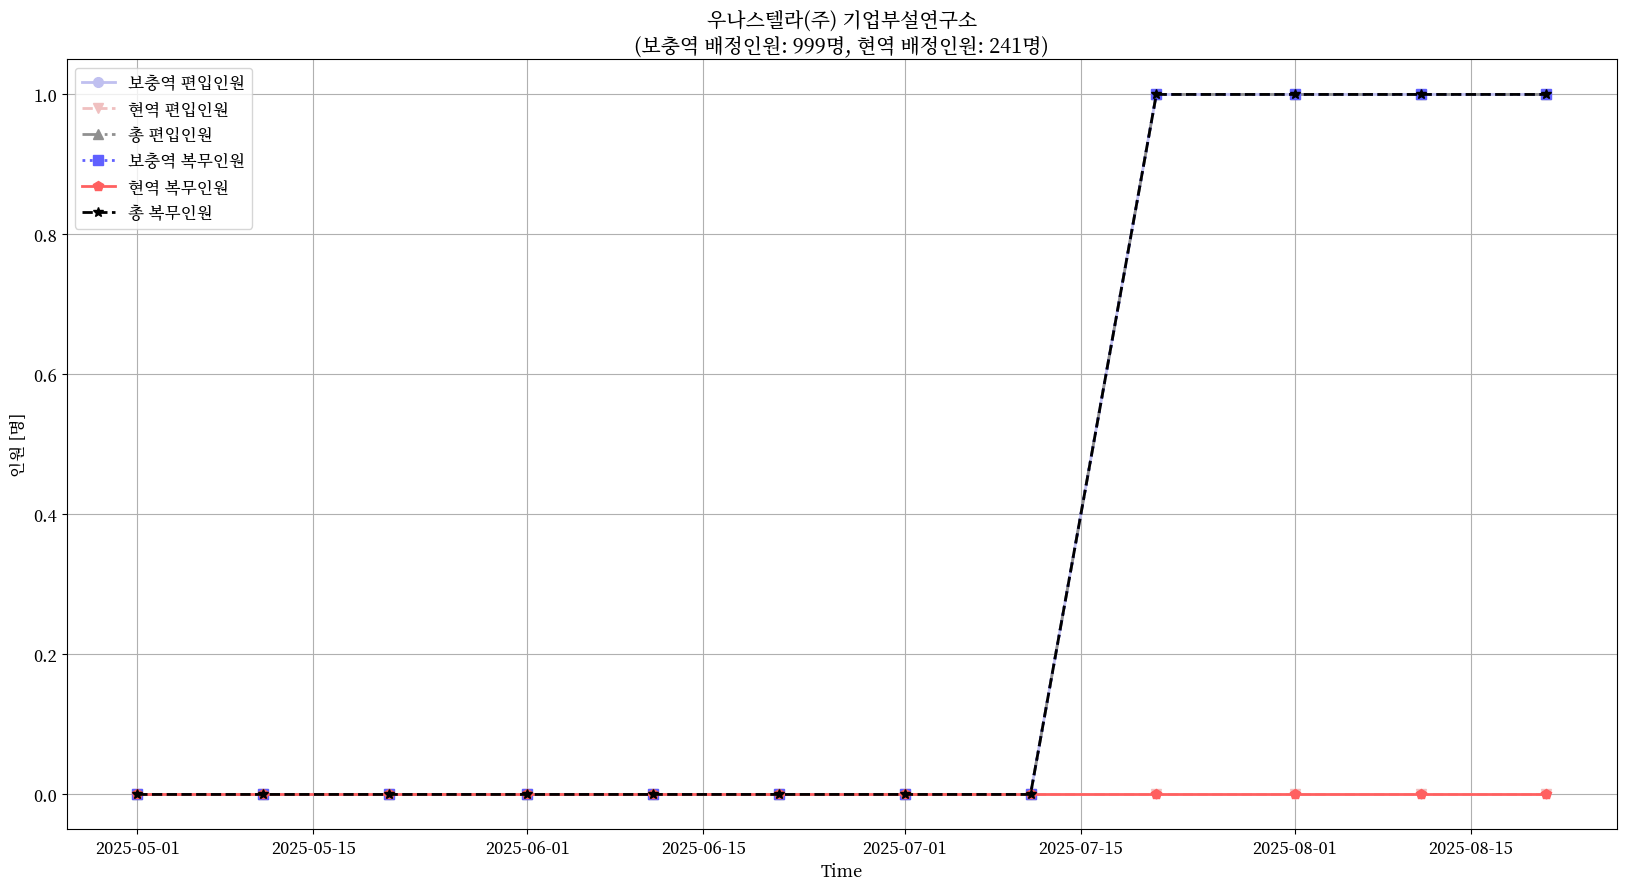 우나스텔라(주) 기업부설연구소
(보충역 배정인원: 999명, 현역 배정인원: 241명)
보충역 편입인원
현역 편입인원
총 편입인원
보충역 복무인원
현역 복무인원
총 복무인원
1.0
0.8
0.6
0.4
0.2
0.0
인원 [명]
2025-05-01
2025-05-15
2025-06-01
2025-06-15
2025-07-01
2025-07-15
2025-08-01
2025-08-15
Time